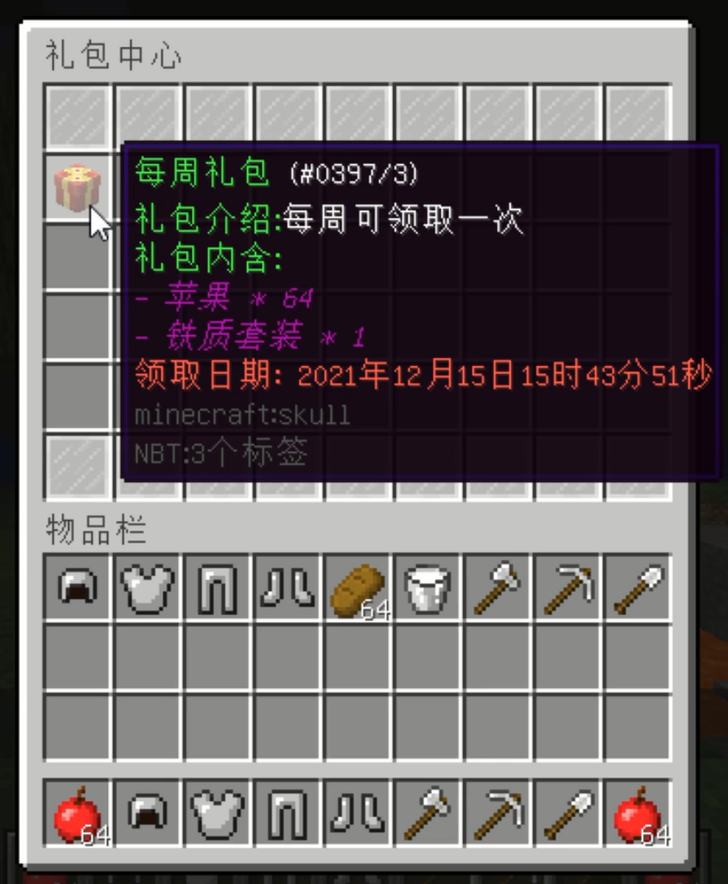 礼包中心
每周礼包 (#0397/3)
礼包介绍:每周可领取一次
礼包内含:
- 苹果 * 64
- 铁质套装 * 1
领取日期: 2021年12月15日15时43分51秒
minecraft:skull
NBT:3个标签
物品栏
64
64
64